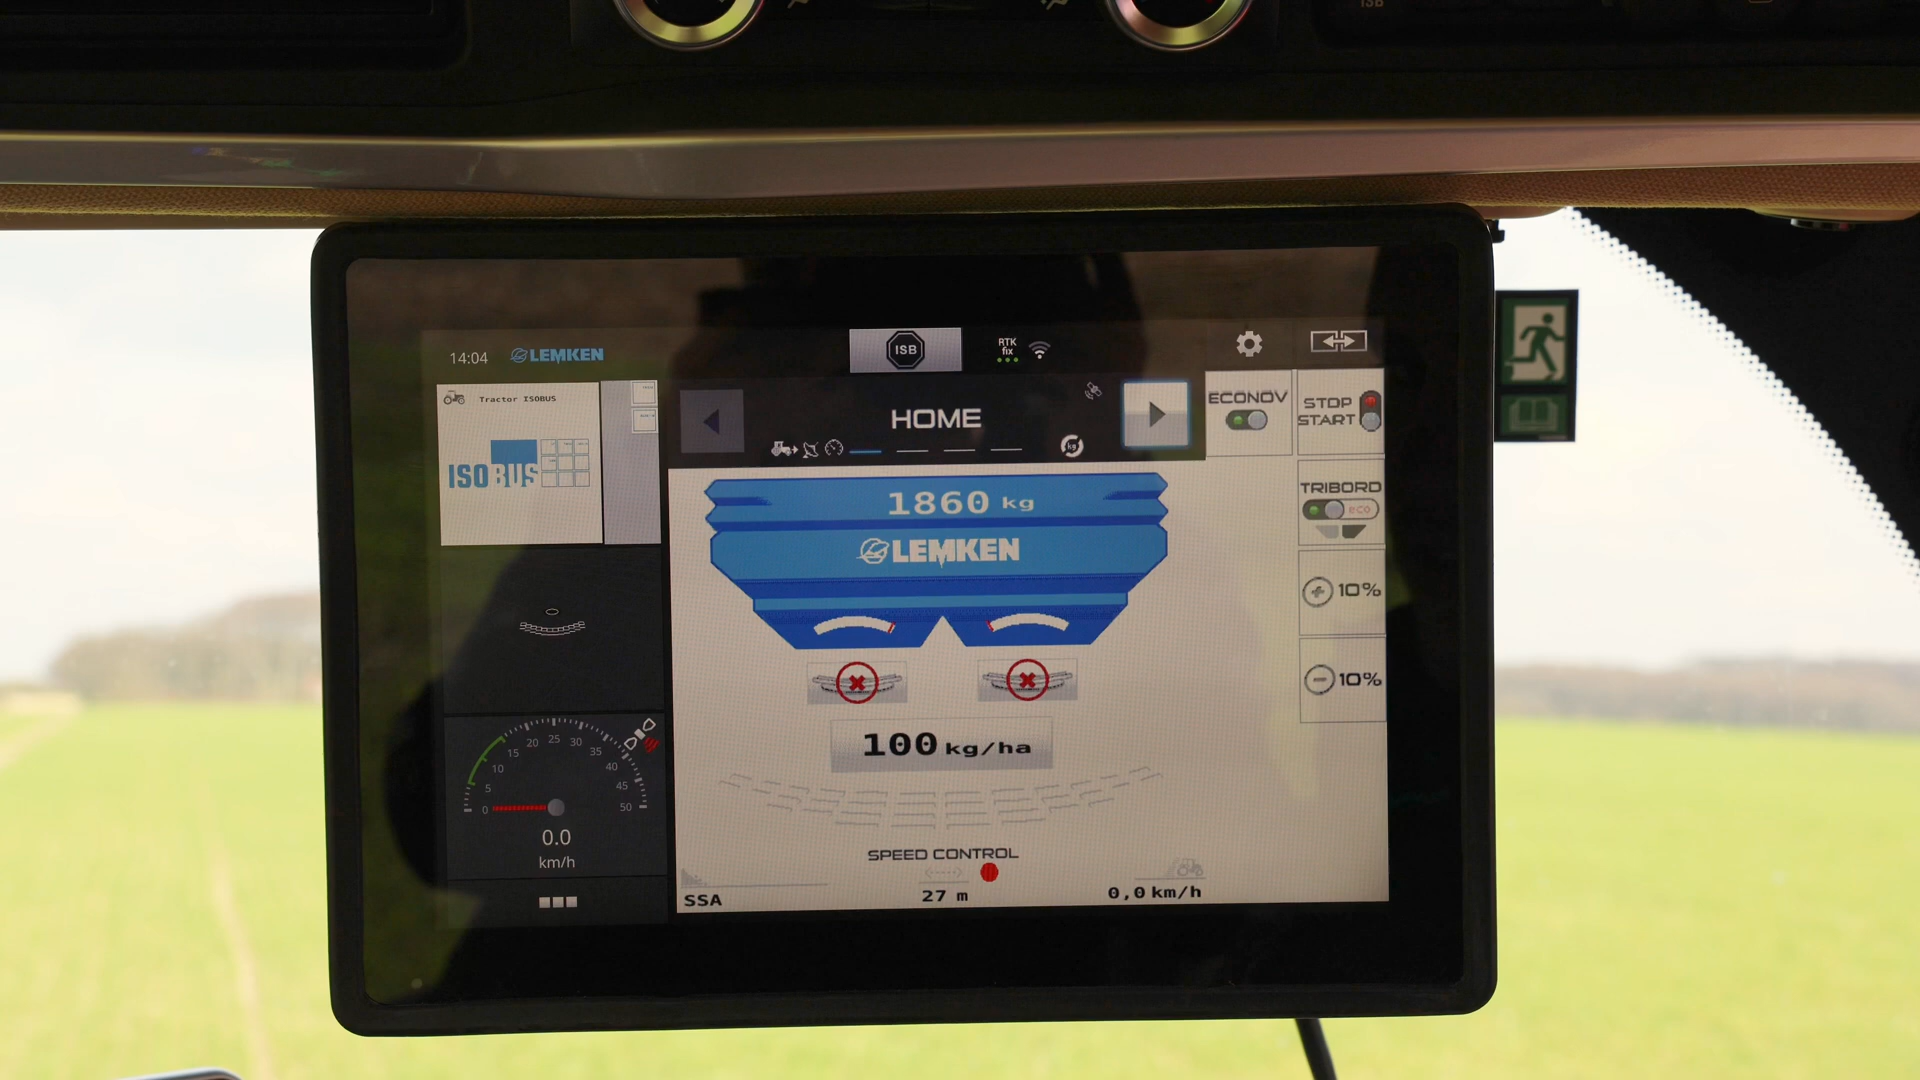 ISB
14:04
LEMKEN
ISB
RTK
fix
Tractor ISOBUS
ISOBUS
HOME
kg
ECONOV
STOP
START
1860 kg
LEMKEN
TRIBORD
eco
10%
10%
100 kg/ha
0 5 10 15 20 25 30 35 40 45 50
0.0
km/h
SPEED CONTROL
SSA
27 m
0,0 km/h